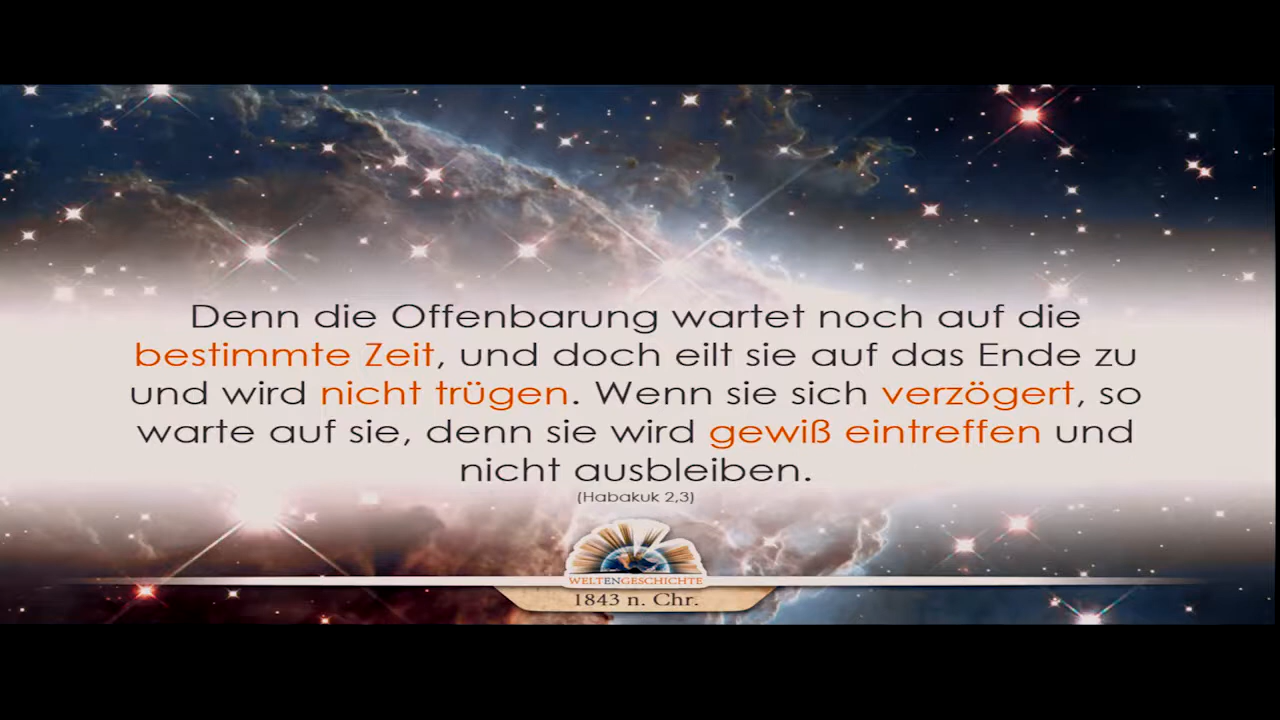 Denn die Offenbarung wartet noch auf die
bestimmte Zeit, und doch eilt sie auf das Ende zu
und wird nicht trügen. Wenn sie sich verzögert, so
warte auf sie, denn sie wird gewiß eintreffen und
nicht ausbleiben.
(Habakuk 2,3)
WELTENGESCHICHTE
1843 n. Chr.